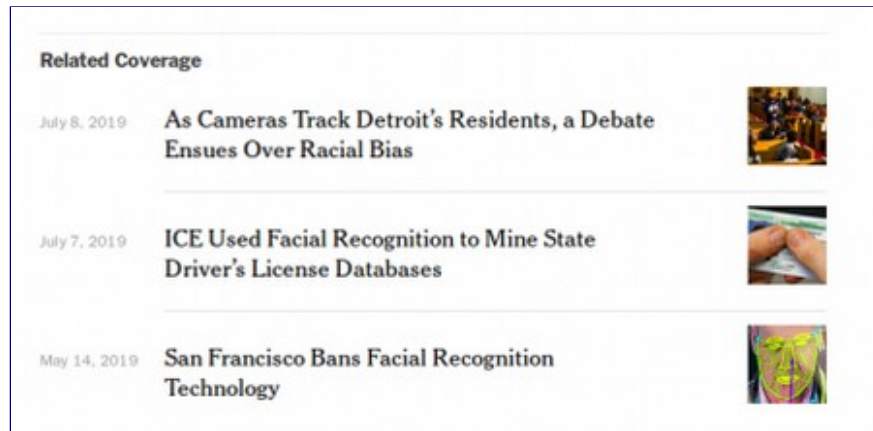 Related Coverage
July 8, 2019
As Cameras Track Detroit’s Residents, a Debate
Ensues Over Racial Bias
July 7, 2019
ICE Used Facial Recognition to Mine State
Driver’s License Databases
May 14, 2019
San Francisco Bans Facial Recognition
Technology